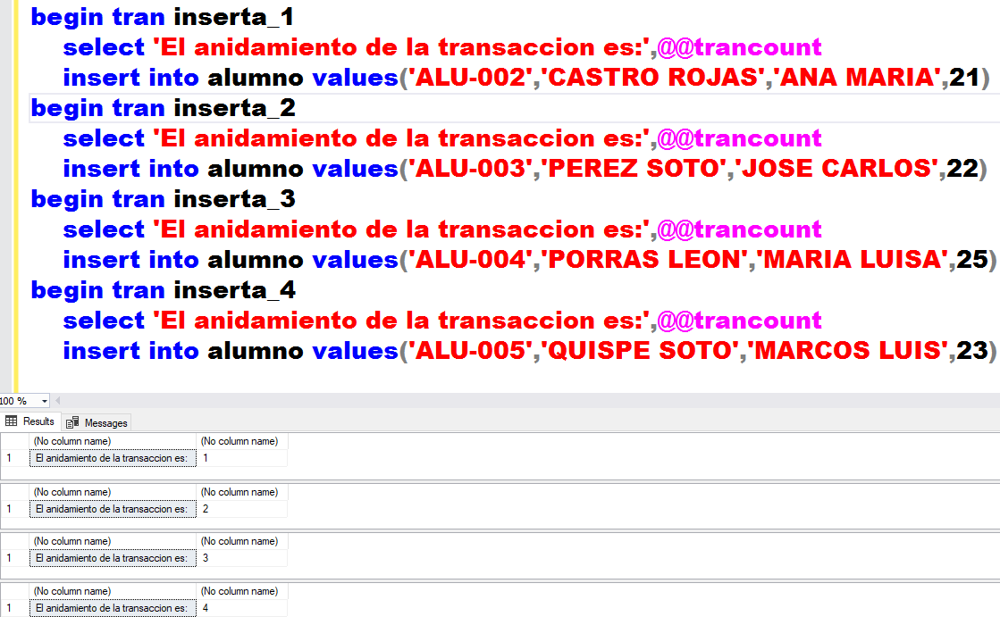 begin tran inserta_1
select 'El anidamiento de la transaccion es:',@@trancount
insert into alumno values('ALU-002','CASTRO ROJAS','ANA MARIA',21)
begin tran inserta_2
select 'El anidamiento de la transaccion es:',@@trancount
insert into alumno values('ALU-003','PEREZ SOTO','JOSE CARLOS',22)
begin tran inserta_3
select 'El anidamiento de la transaccion es:',@@trancount
insert into alumno values('ALU-004','PORRAS LEON','MARIA LUISA',25)
begin tran inserta_4
select 'El anidamiento de la transaccion es:',@@trancount
insert into alumno values('ALU-005','QUISPE SOTO','MARCOS LUIS',23)
100 %
Results Messages
(No column name) (No column name)
1 El anidamiento de la transaccion es: 1
(No column name) (No column name)
1 El anidamiento de la transaccion es: 2
(No column name) (No column name)
1 El anidamiento de la transaccion es: 3
(No column name) (No column name)
1 El anidamiento de la transaccion es: 4